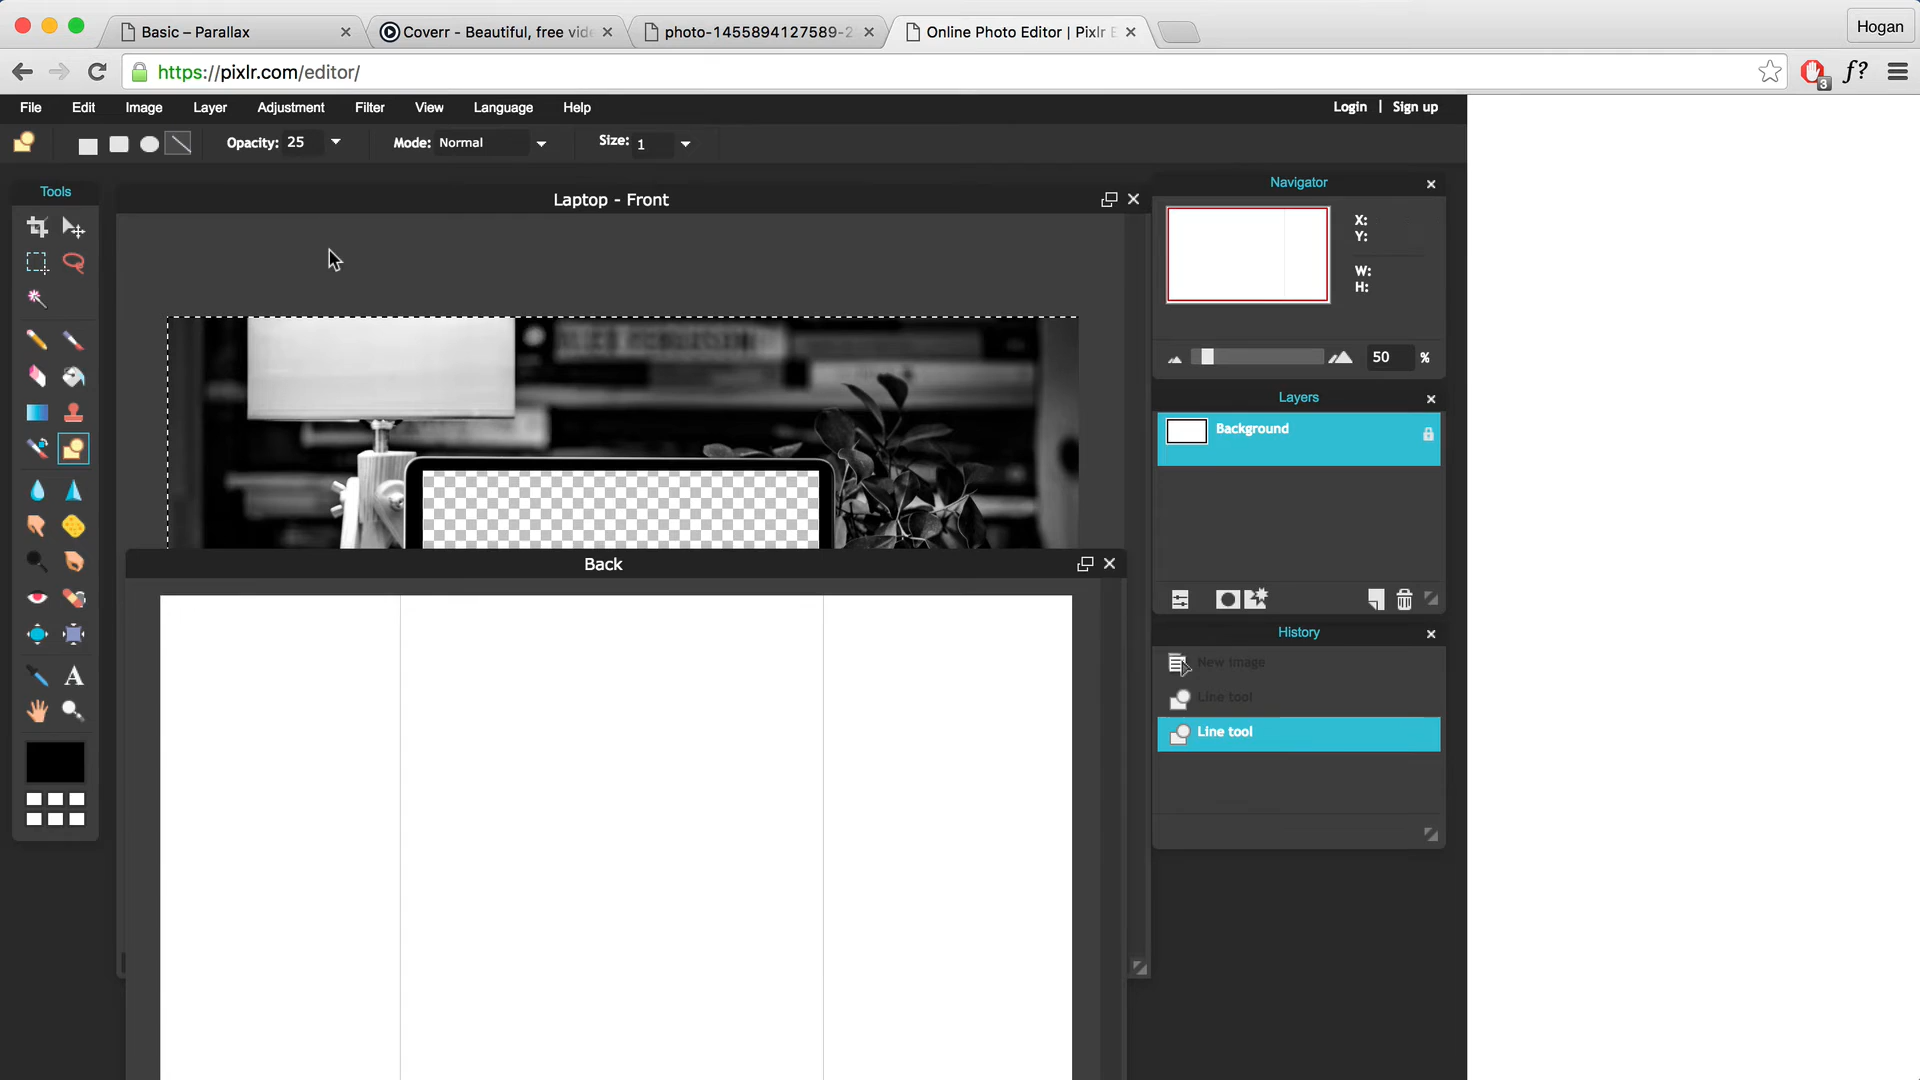 Basic – Parallax
Coverr - Beautiful, free vide
photo-1455894127589-2
Online Photo Editor | Pixlr E
Hogan
https://pixlr.com/editor/
3
f?
File Edit Image Layer Adjustment Filter View Language Help
Login | Sign up
Opacity: 25
Mode: Normal
Size: 1
Tools
Laptop - Front
Navigator
X:
Y:
W:
H:
50 %
Layers
Background
A
Back
History
New image
Line tool
Line tool